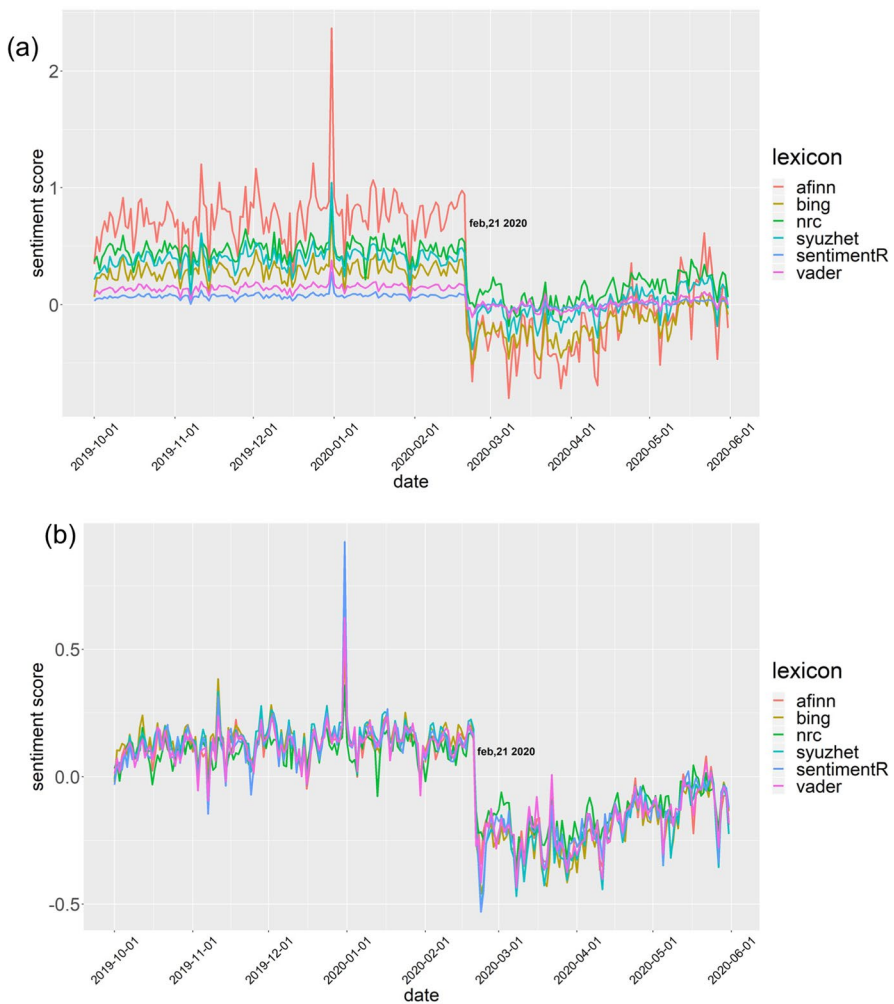 (a)
sentiment score
2
1
0
feb,21 2020
2019-10-01
2019-11-01
2019-12-01
2020-01-01
2020-02-01
2020-03-01
2020-04-01
2020-05-01
2020-06-01
date
lexicon
afinn
bing
nrc
syuzhet
sentimentR
vader
(b)
sentiment score
0.5
0.0
-0.5
feb,21 2020
2019-10-01
2019-11-01
2019-12-01
2020-01-01
2020-02-01
2020-03-01
2020-04-01
2020-05-01
2020-06-01
date
lexicon
afinn
bing
nrc
syuzhet
sentimentR
vader